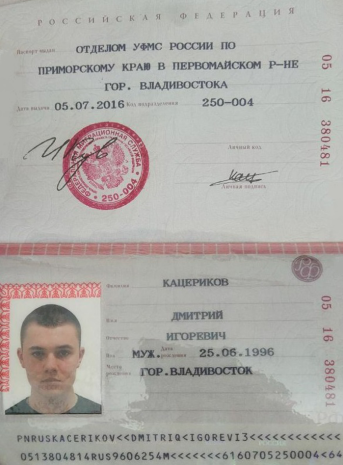 РОССИЙСКАЯ ФЕДЕРАЦИЯ
Паспорт выдан ОТДЕЛОМ УФМС РОССИИ ПО
ПРИМОРСКОМУ КРАЮ В ПЕРВОМАЙСКОМ Р-НЕ
ГОР. ВЛАДИВОСТОКА
Дата выдачи 05.07.2016 Код подразделения 250-004
05 16 380481
Личный код
Личная подпись
250-004
Фамилия КАЦЕРИКОВ
Имя ДМИТРИЙ
Отчество ИГОРЕВИЧ
Пол МУЖ. Дата рождения 25.06.1996
Место рождения ГОР.ВЛАДИВОСТОК
05 16 380481
PNRUSKACERIKOV<<DMITRIQ<IGOREVI3<<<<<<<<<<<<
0513804814RUS9606254M<<<<<<<6160705250004<64